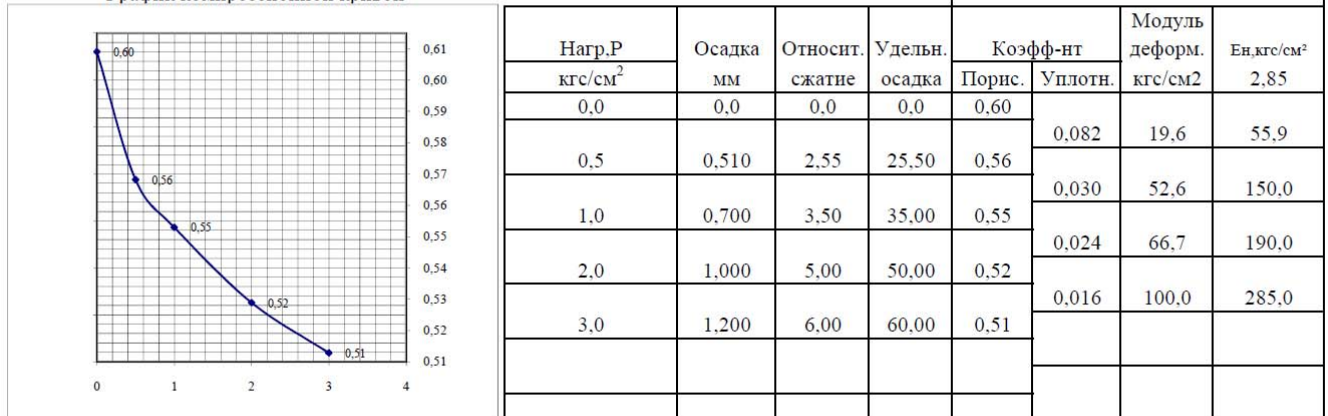 0,60
0,56
0,55
0,52
0,51
0,61
0,60
0,59
0,58
0,57
0,56
0,55
0,54
0,53
0,52
0,51
0 1 2 3 4
Нагр,Р Осадка Относит. Удельн. Коэфф-нт Модуль деформ. Ен,кгс/см²
кгс/см² мм сжатие осадка Порис. Уплотн. кгс/см2 2,85
0,0 0,0 0,0 0,0 0,60
0,082 19,6 55,9
0,5 0,510 2,55 25,50 0,56
0,030 52,6 150,0
1,0 0,700 3,50 35,00 0,55
0,024 66,7 190,0
2,0 1,000 5,00 50,00 0,52
0,016 100,0 285,0
3,0 1,200 6,00 60,00 0,51